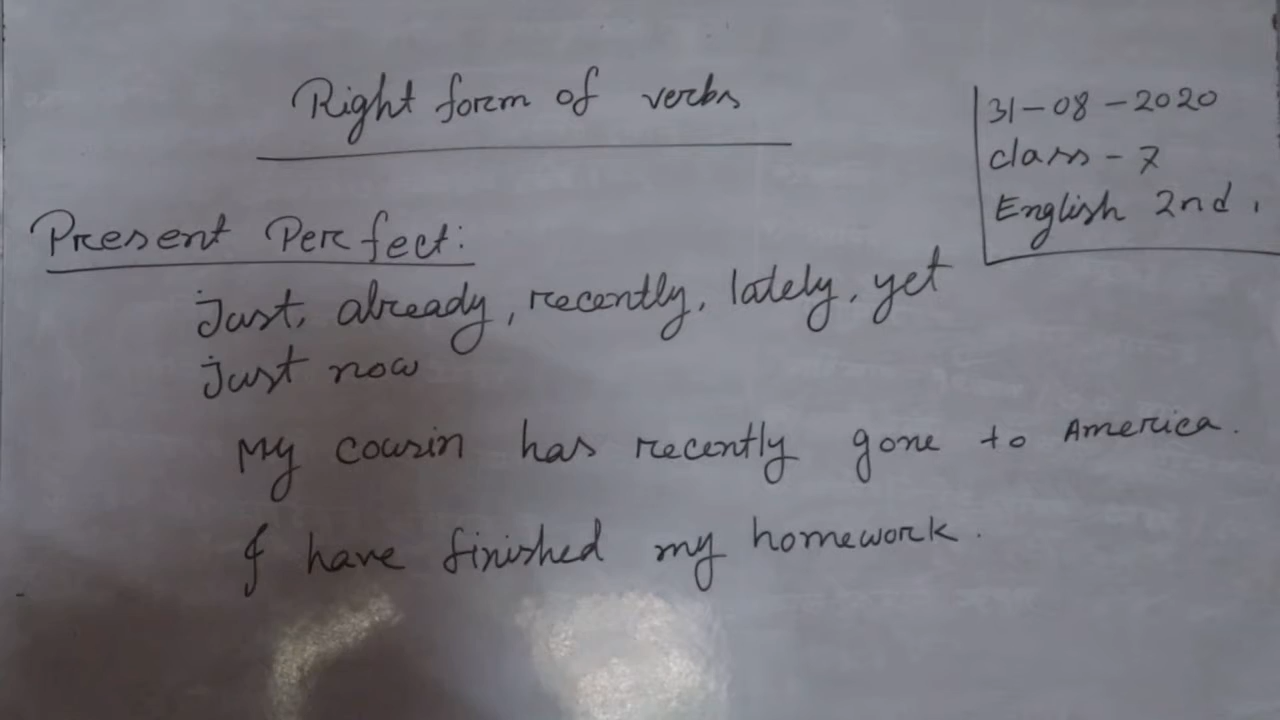 Right form of verbs
31-08-2020
class-7
English 2nd.
Present Perfect:
Just, already, recently, lately, yet
Just now
My cousin has recently gone to America.
I have finished my homework.